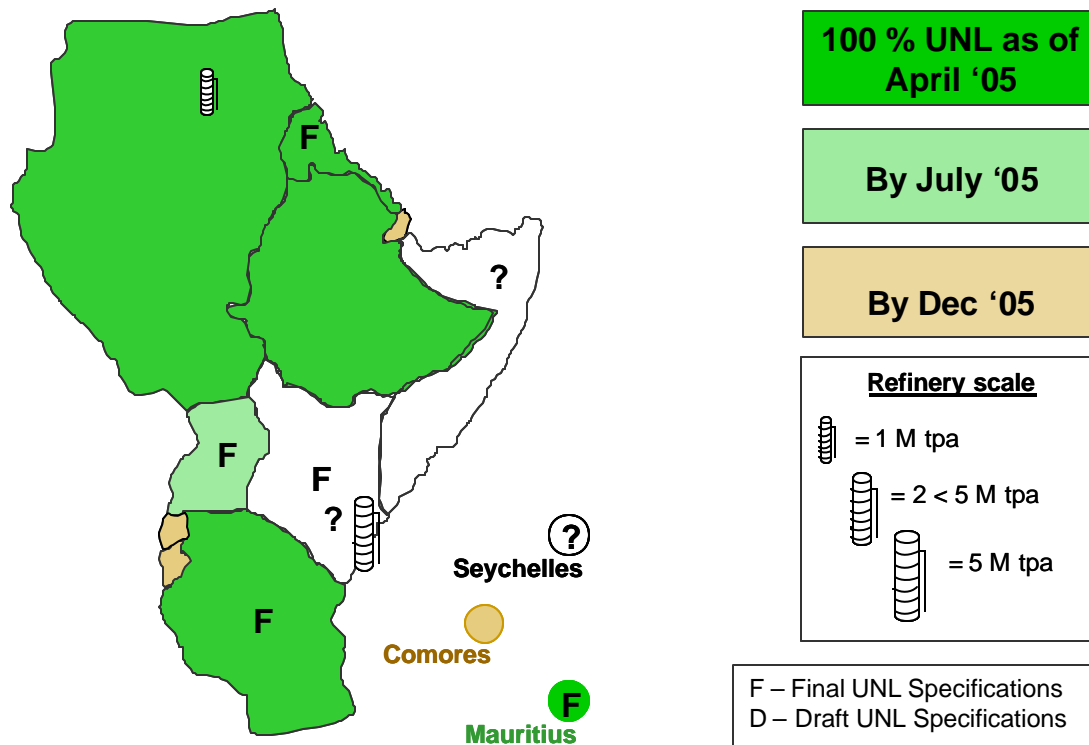 F
?
F
F
?
F
?
Seychelles
Comores
F
Mauritius
100 % UNL as of
April ‘05
By July ‘05
By Dec ‘05
Refinery scale
= 1 M tpa
= 2 < 5 M tpa
= 5 M tpa
F – Final UNL Specifications
D – Draft UNL Specifications